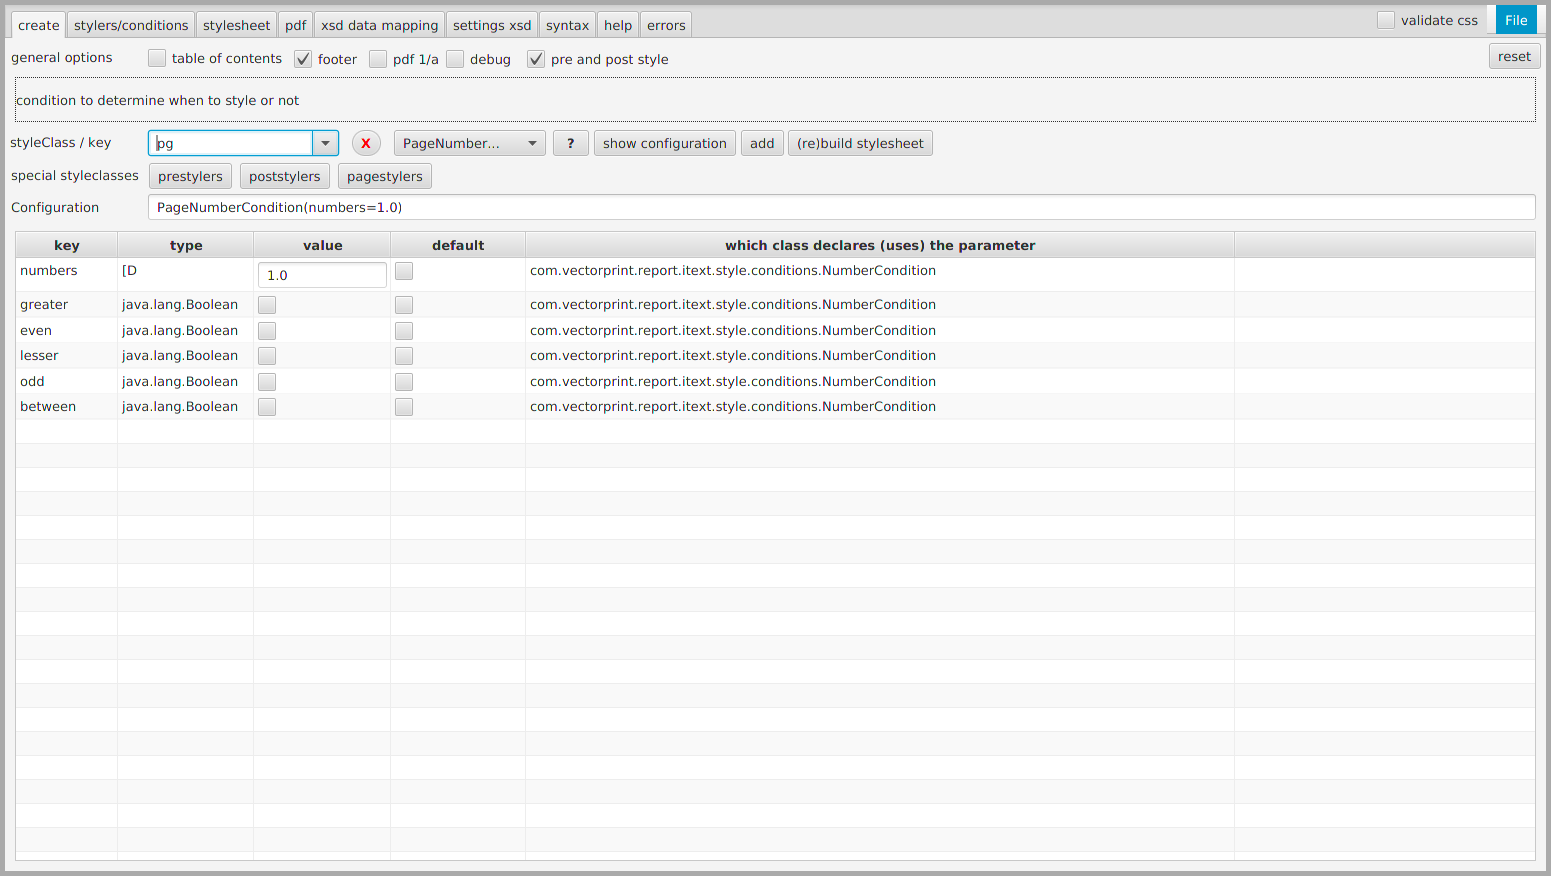 create stylers/conditions stylesheet pdf xsd data mapping settings xsd syntax help errors validate css File
general options table of contents footer pdf 1/a debug pre and post style reset
condition to determine when to style or not
styleClass / key pg X PageNumber... ? show configuration add (re)build stylesheet
special styleclasses prestylers poststylers pagestylers
Configuration PageNumberCondition(numbers=1.0)
key type value default which class declares (uses) the parameter
numbers [D 1.0 com.vectorprint.report.itext.style.conditions.NumberCondition
greater java.lang.Boolean com.vectorprint.report.itext.style.conditions.NumberCondition
even java.lang.Boolean com.vectorprint.report.itext.style.conditions.NumberCondition
lesser java.lang.Boolean com.vectorprint.report.itext.style.conditions.NumberCondition
odd java.lang.Boolean com.vectorprint.report.itext.style.conditions.NumberCondition
between java.lang.Boolean com.vectorprint.report.itext.style.conditions.NumberCondition